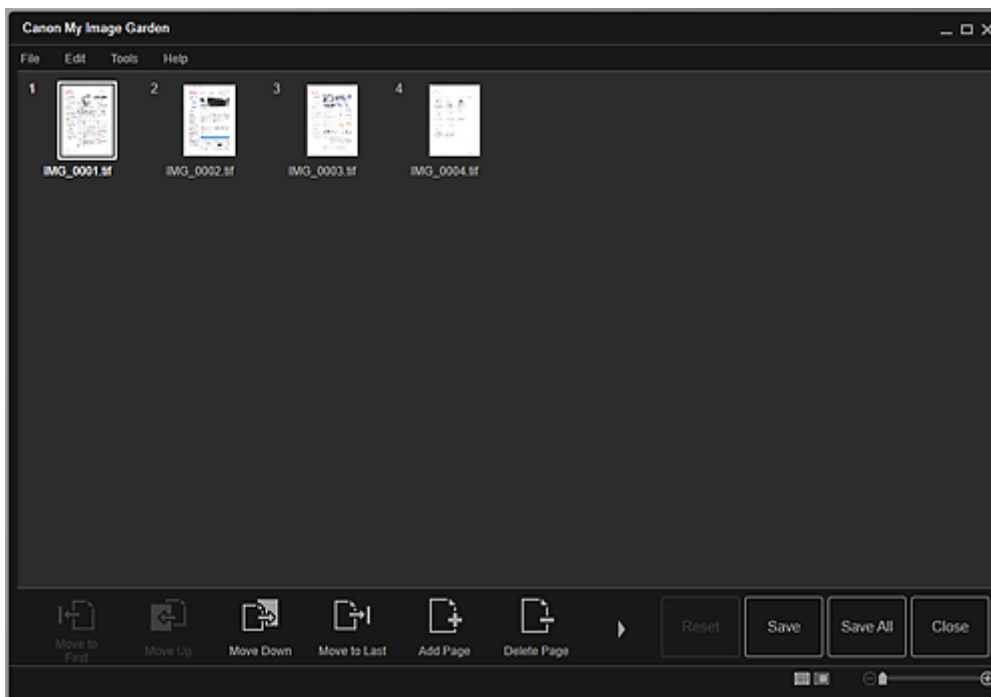 Canon My Image Garden
File Edit Tools Help
1 2 3 4
IMG_0001.tif IMG_0002.tif IMG_0003.tif IMG_0004.tif
Move to First Move Up Move Down Move to Last Add Page Delete Page Reset Save Save All Close